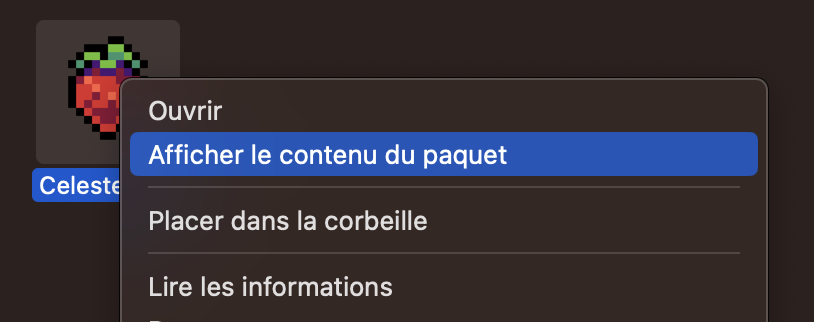 Ouvrir
Afficher le contenu du paquet
Celeste
Placer dans la corbeille
Lire les informations